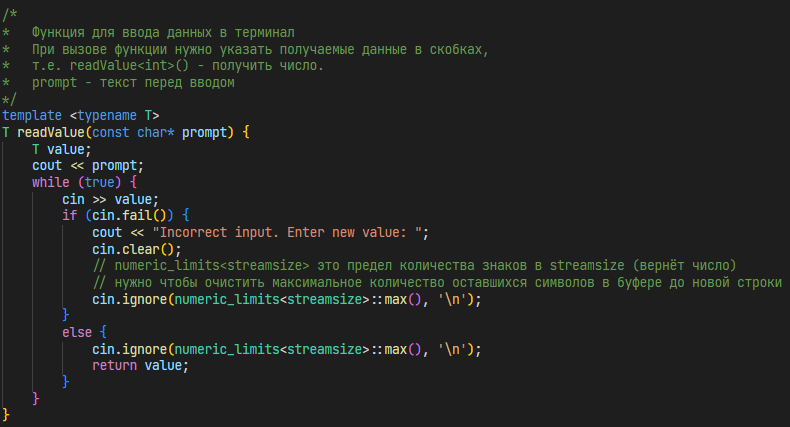 /*
*   Функция для ввода данных в терминал
*   При вызове функции нужно указать получаемые данные в скобках,
*   т.е. readValue<int>() - получить число.
*   prompt - текст перед вводом
*/
template <typename T>
T readValue(const char* prompt) {
    T value;
    cout << prompt;
    while (true) {
        cin >> value;
        if (cin.fail()) {
            cout << "Incorrect input. Enter new value: ";
            cin.clear();
            // numeric_limits<streamsize> это предел количества знаков в streamsize (вернёт число)
            // нужно чтобы очистить максимальное количество оставшихся символов в буфере до новой строки
            cin.ignore(numeric_limits<streamsize>::max(), '\n');
        }
        else {
            cin.ignore(numeric_limits<streamsize>::max(), '\n');
            return value;
        }
    }
}